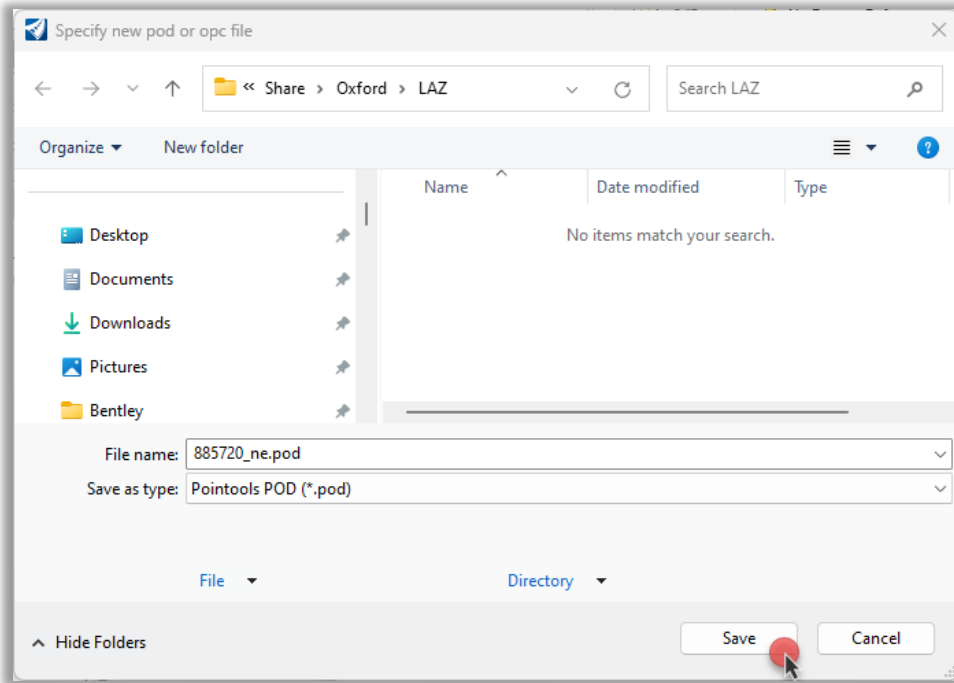 Specify new pod or opc file
« Share › Oxford › LAZ
Search LAZ
Organize
New folder
?
Name
Date modified
Type
No items match your search.
Desktop
Documents
Downloads
Pictures
Bentley
File name: 885720_ne.pod
Save as type: Pointools POD (*.pod)
File
Directory
Hide Folders
Save
Cancel